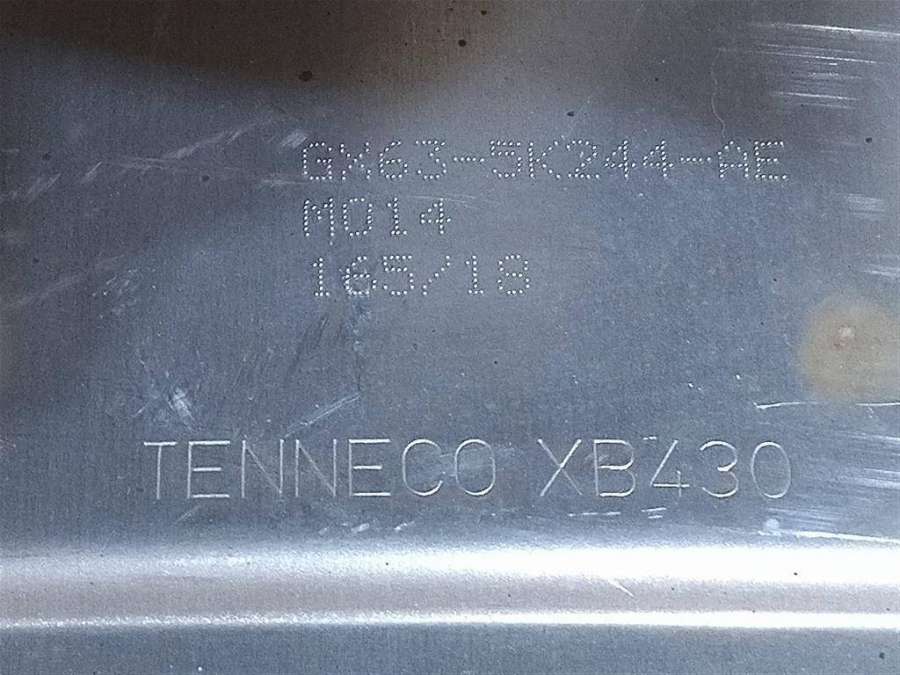 GX63-5K244-AE
M014
165/18
TENNECO XB430